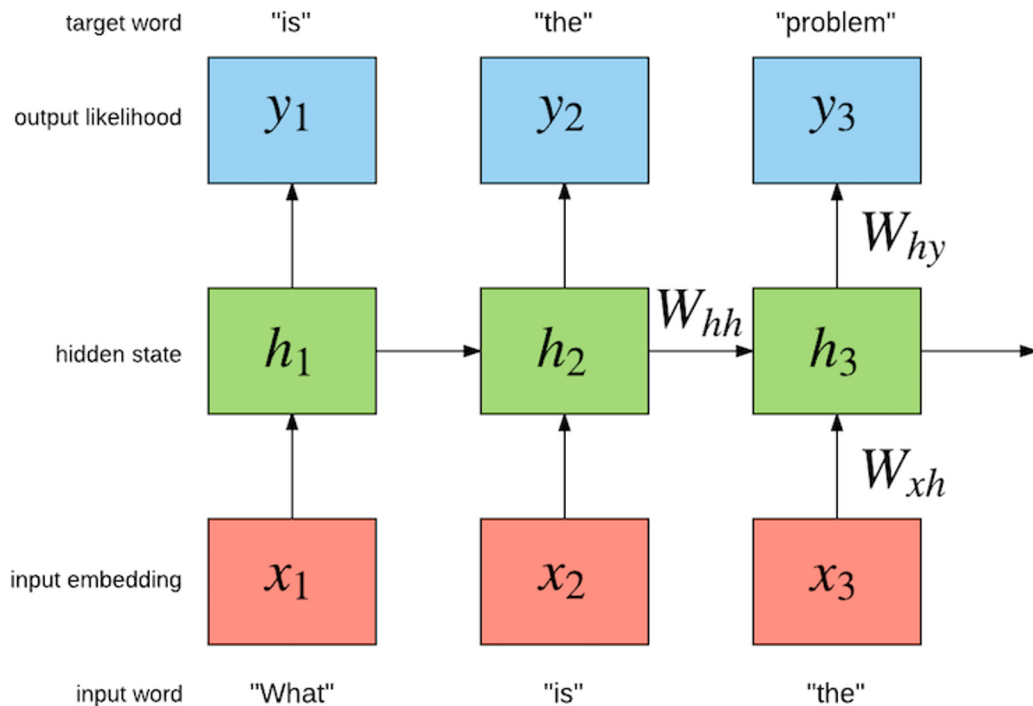 target word "is" "the" "problem"
output likelihood y₁ y₂ y₃
W_hy
W_hh
hidden state h₁ h₂ h₃
W_xh
input embedding x₁ x₂ x₃
input word "What" "is" "the"